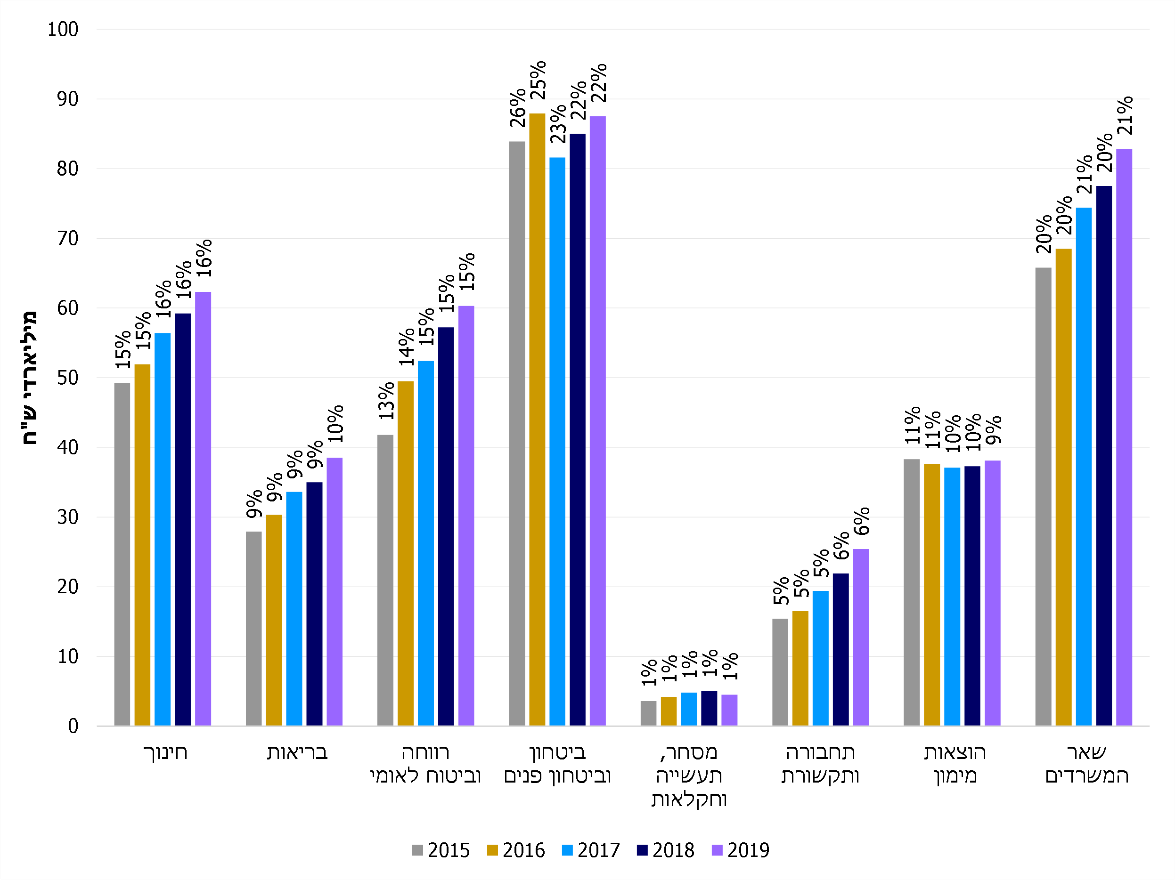 100
90
80
70
60
50
40
30
20
10
0
מיליארדי ש"ח
15% 15% 16% 16% 16%
9% 9% 9% 9% 10%
13% 14% 15% 15% 15%
26% 25% 23% 22% 22%
1% 1% 1% 1% 1%
5% 5% 5% 6% 6%
11% 11% 10% 10% 9%
20% 20% 21% 20% 21%
חינוך
בריאות
רווחה
וביטוח לאומי
ביטחון
וביטחון פנים
מסחר,
תעשייה
וחקלאות
תחבורה
ותקשורת
הוצאות
מימון
שאר
המשרדים
2015 2016 2017 2018 2019